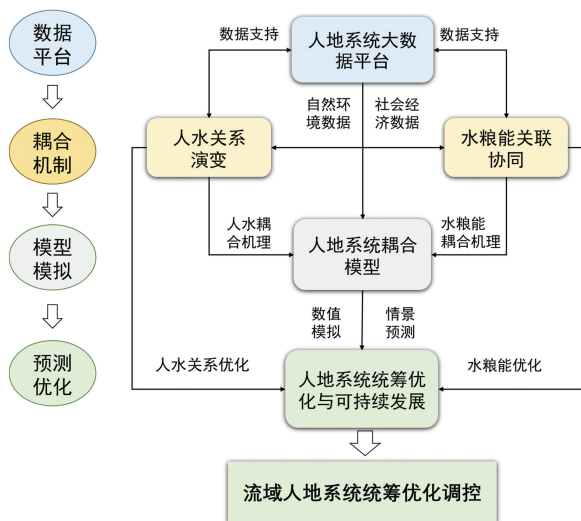 数据
平台
耦合
机制
模型
模拟
预测
优化
数据支持
人地系统大数
据平台
数据支持
自然环
境数据
社会经
济数据
人水关系
演变
水粮能关联
协同
人水耦
合机理
人地系统耦合
模型
水粮能
耦合机理
数值
模拟
情景
预测
人水关系优化
人地系统统筹优
化与可持续发展
水粮能优化
流域人地系统统筹优化调控